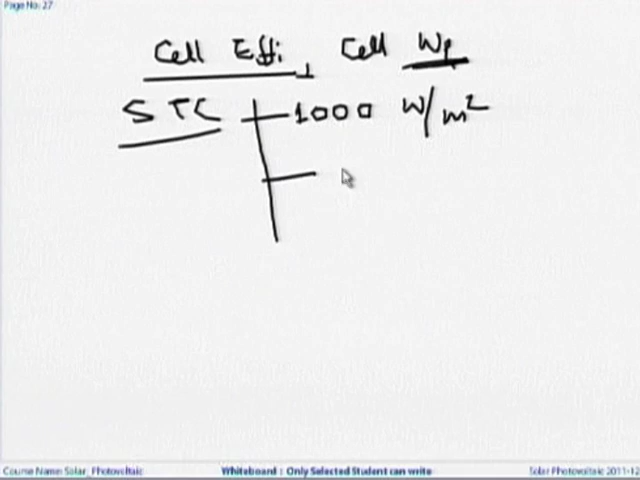 Page No: 27
Cell Effi, Cell Wp
STC 1000 W/m²
Course Name: Solar_Photovoltaic Whiteboard : Only Selected Student can write Solar Photovoltaic 2011-12